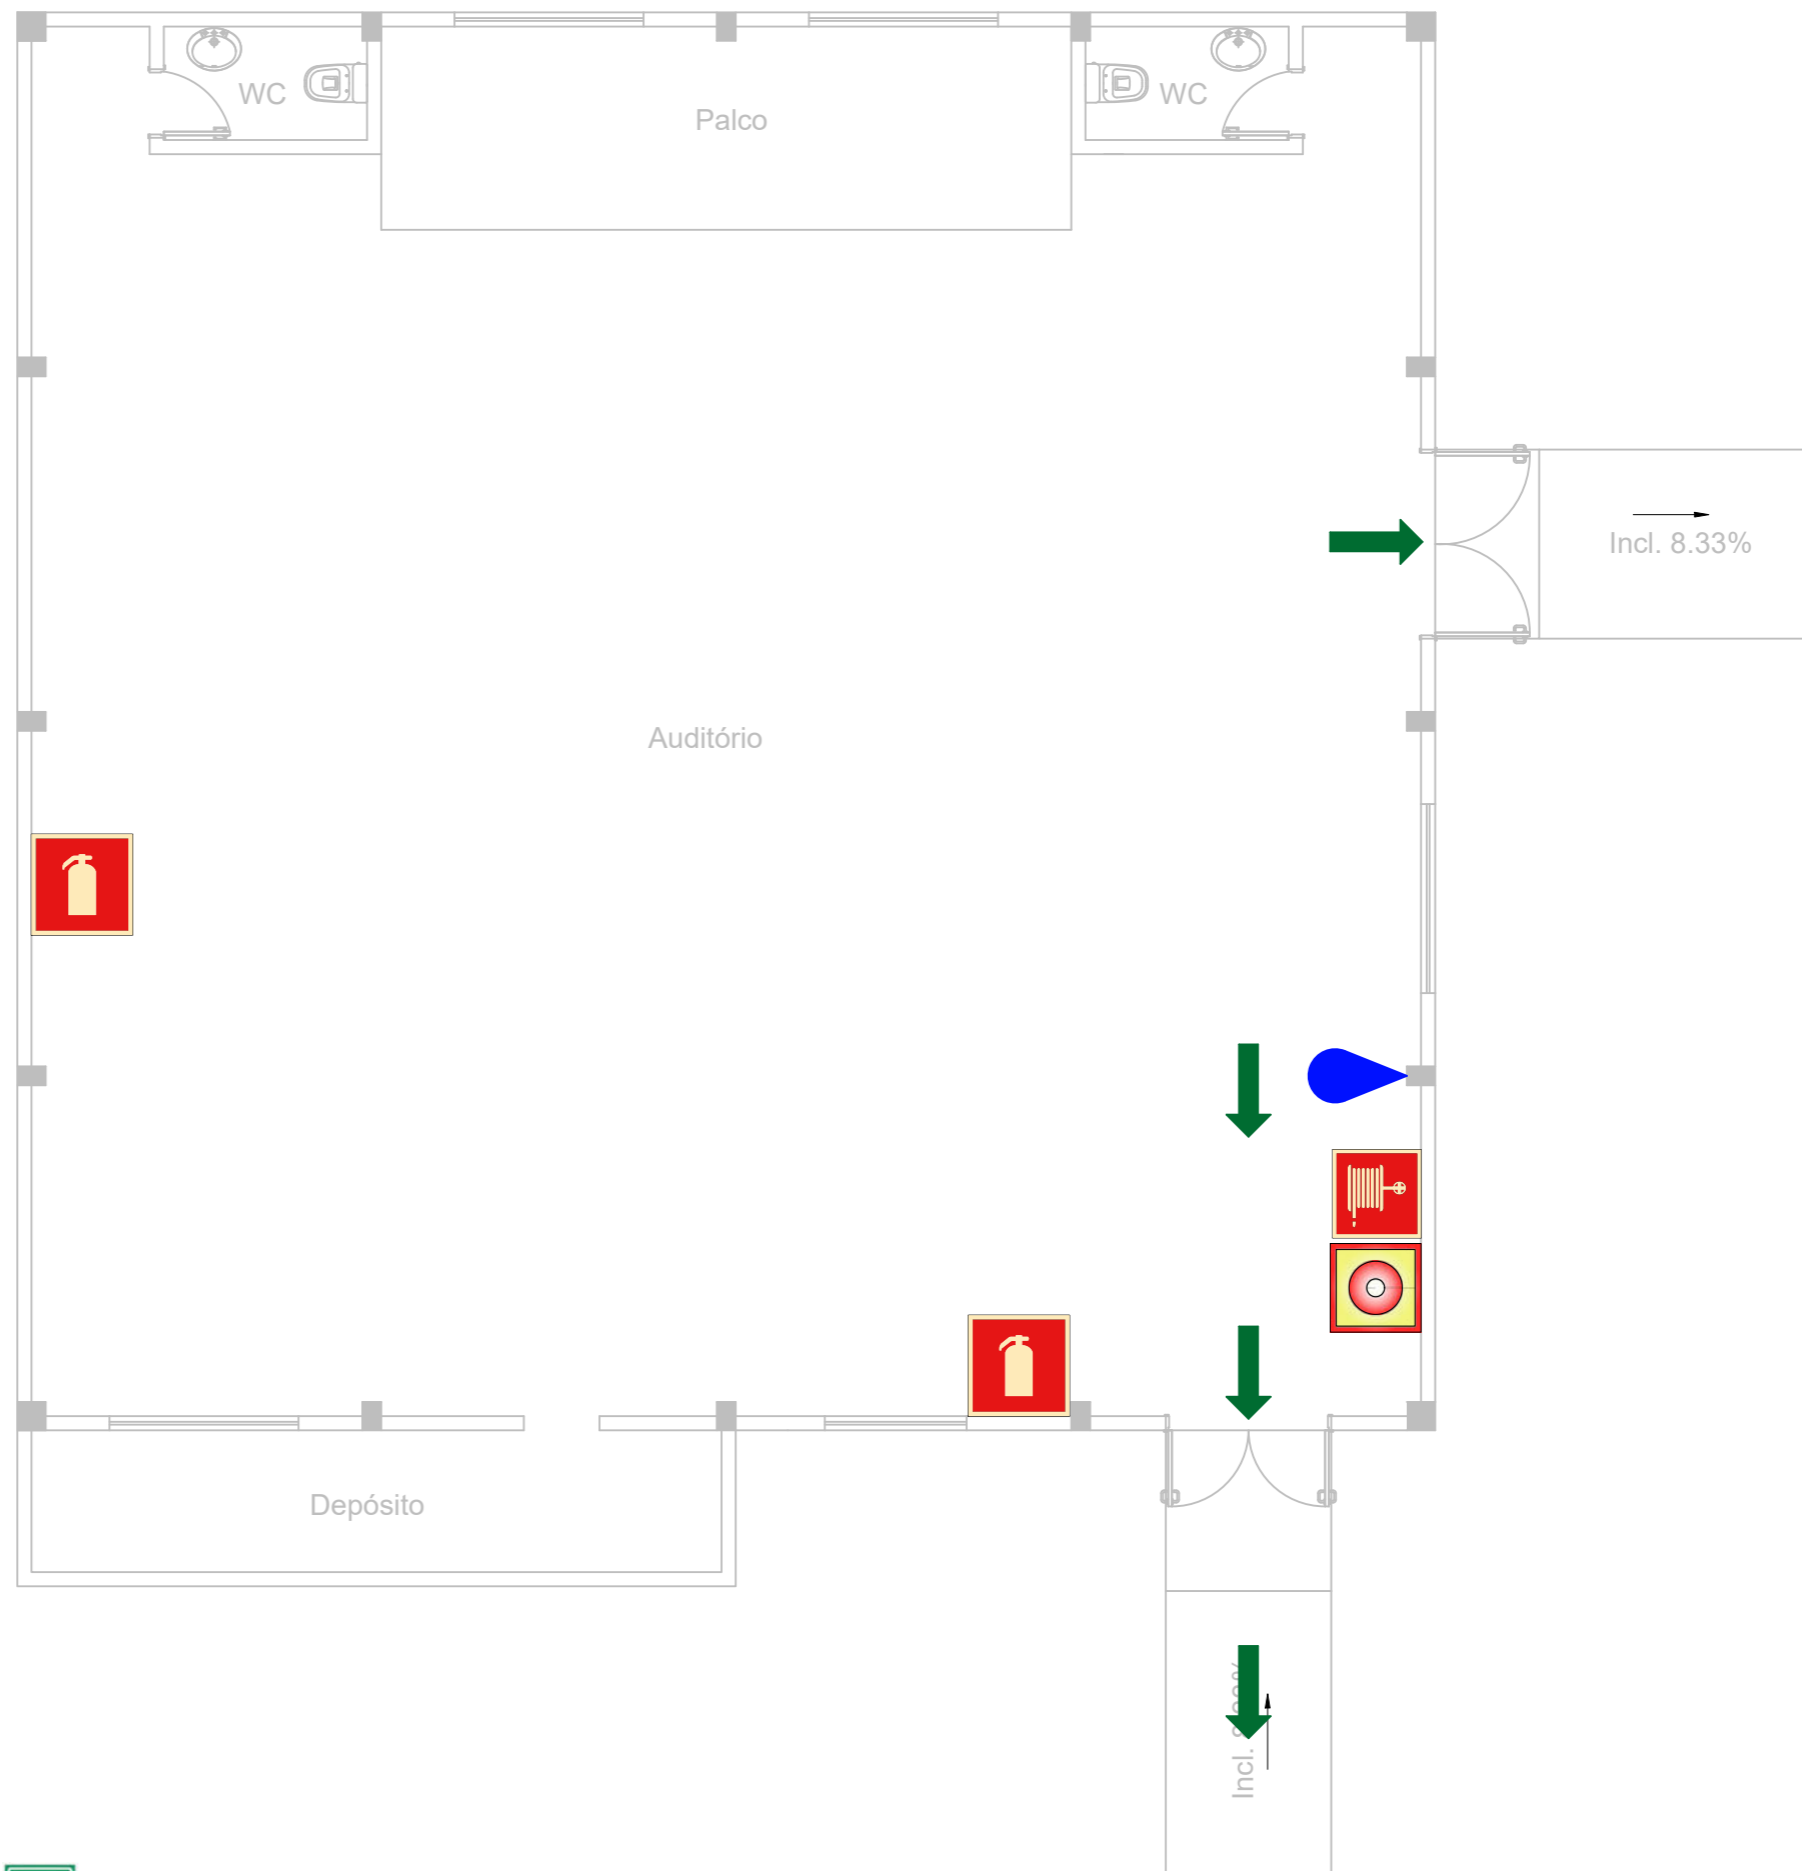 WC
Palco
WC
Incl. 8.33%
Auditório
Depósito
Incl.